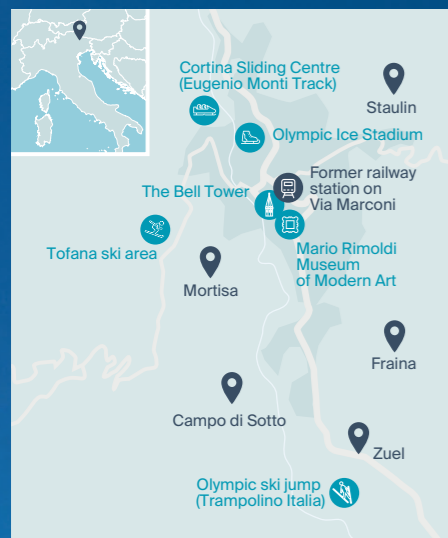 Cortina Sliding Centre
(Eugenio Monti Track)
Staulin
Olympic Ice Stadium
Former railway
station on
Via Marconi
The Bell Tower
Tofana ski area
Mario Rimoldi
Museum
of Modern Art
Mortisa
Fraina
Campo di Sotto
Zuel
Olympic ski jump
(Trampolino Italia)